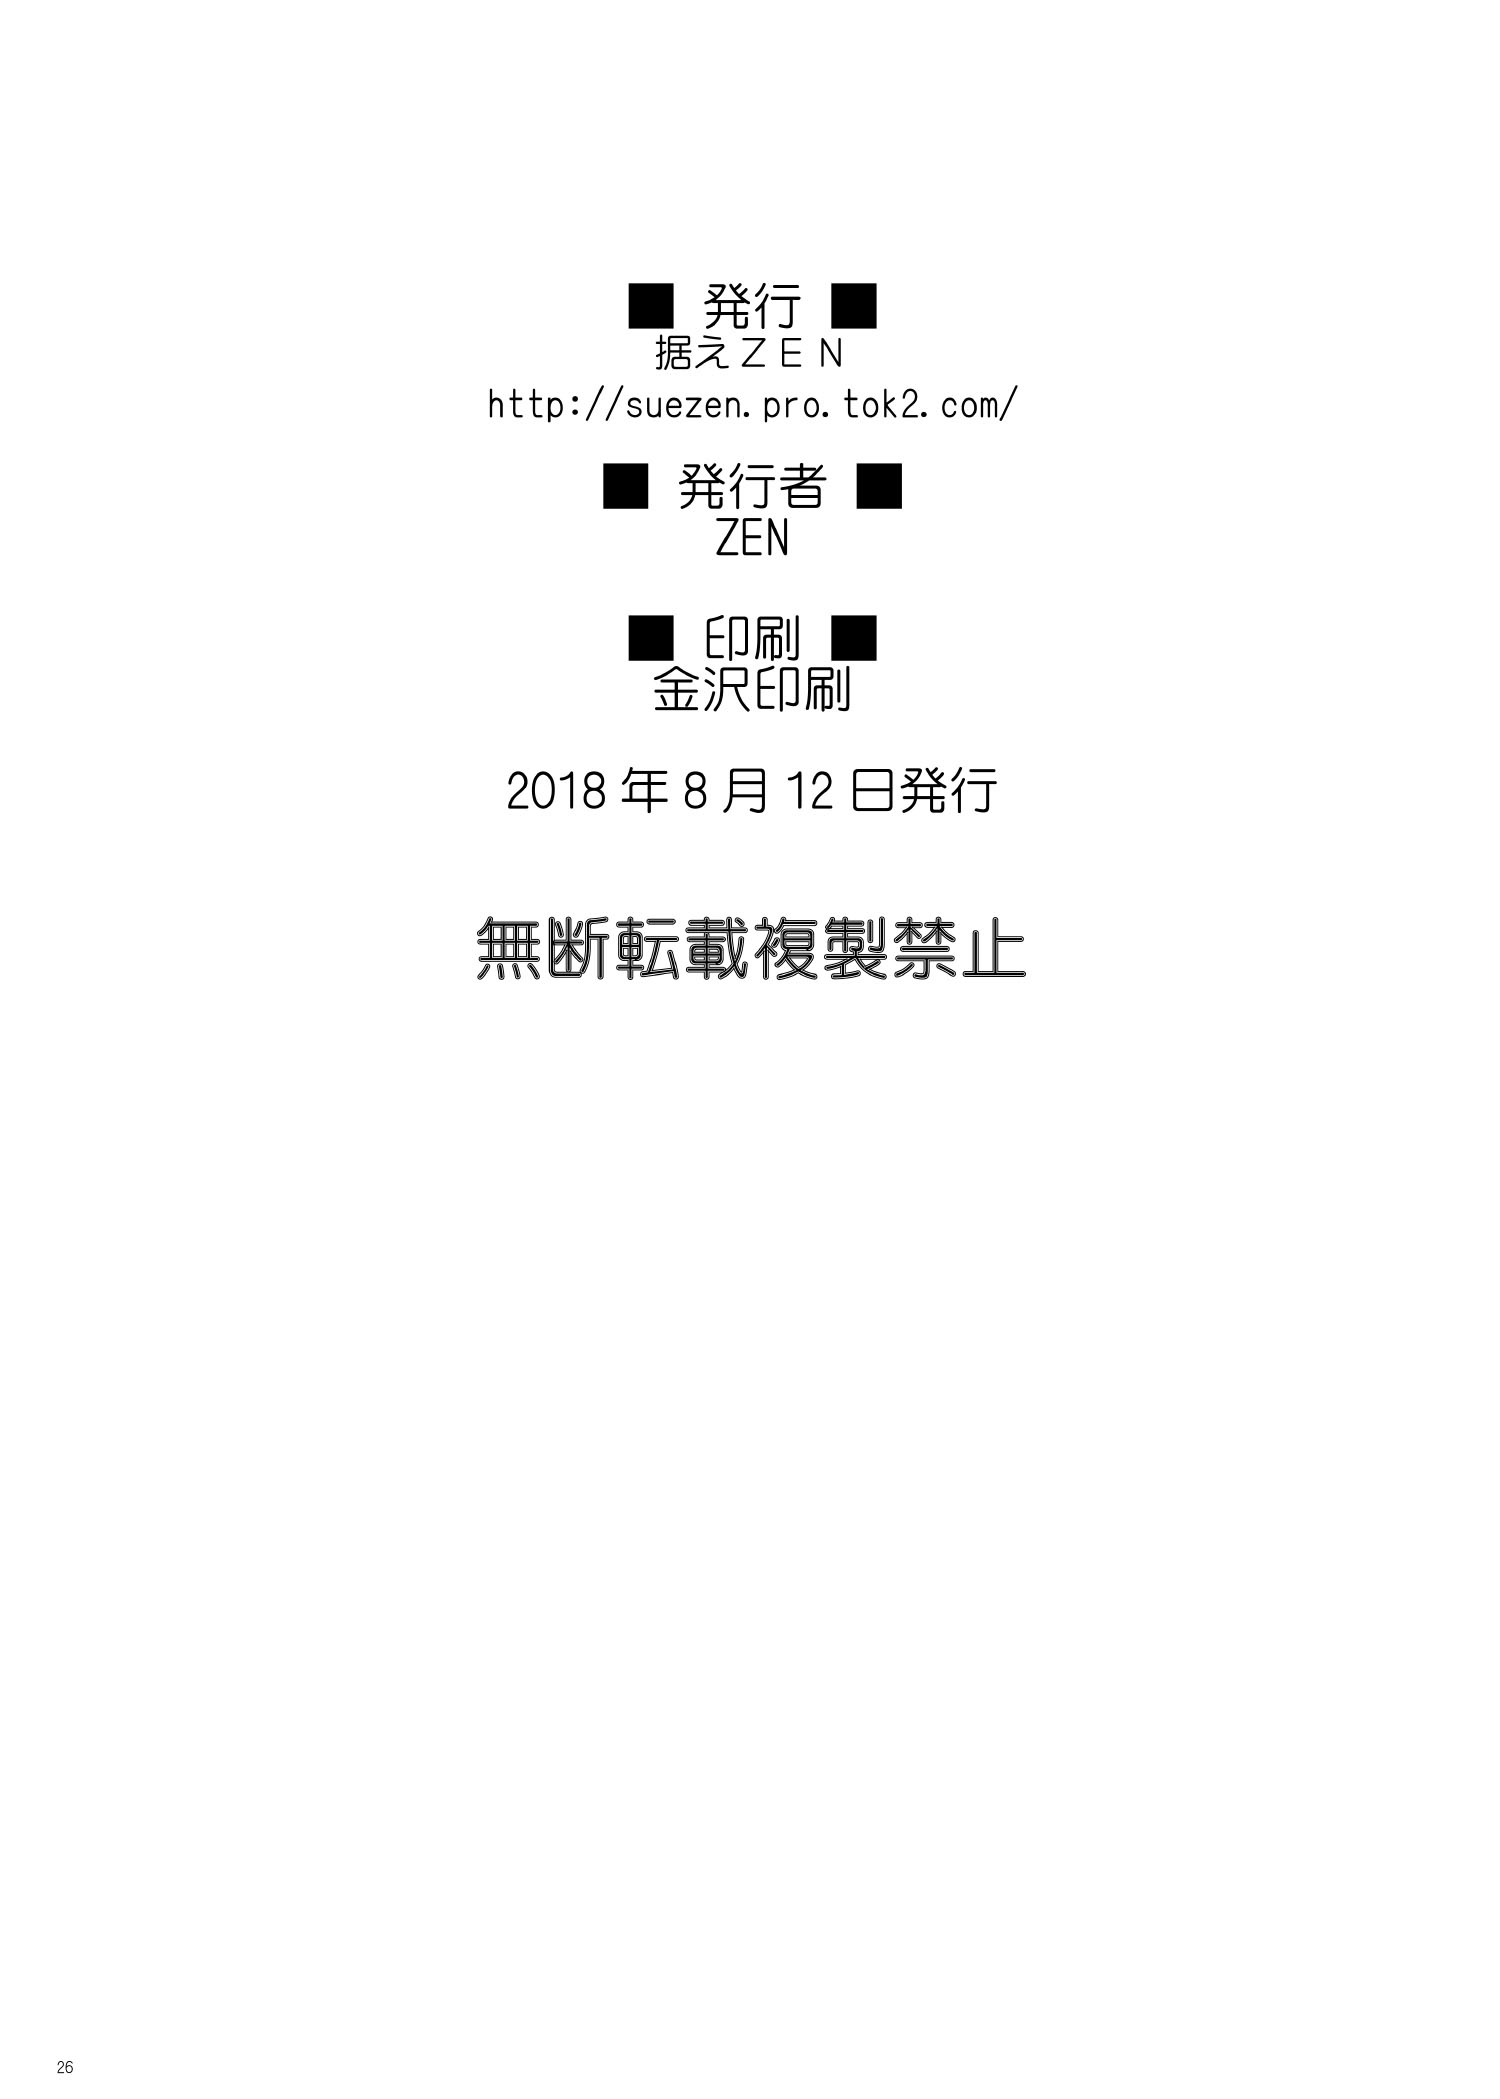 ■ 発行 ■
据えＺＥＮ
http://suezen.pro.tok2.com/
■ 発行者 ■
ZEN
■ 印刷 ■
金沢印刷
2018 年 8 月 12 日発行
無断転載複製禁止
26